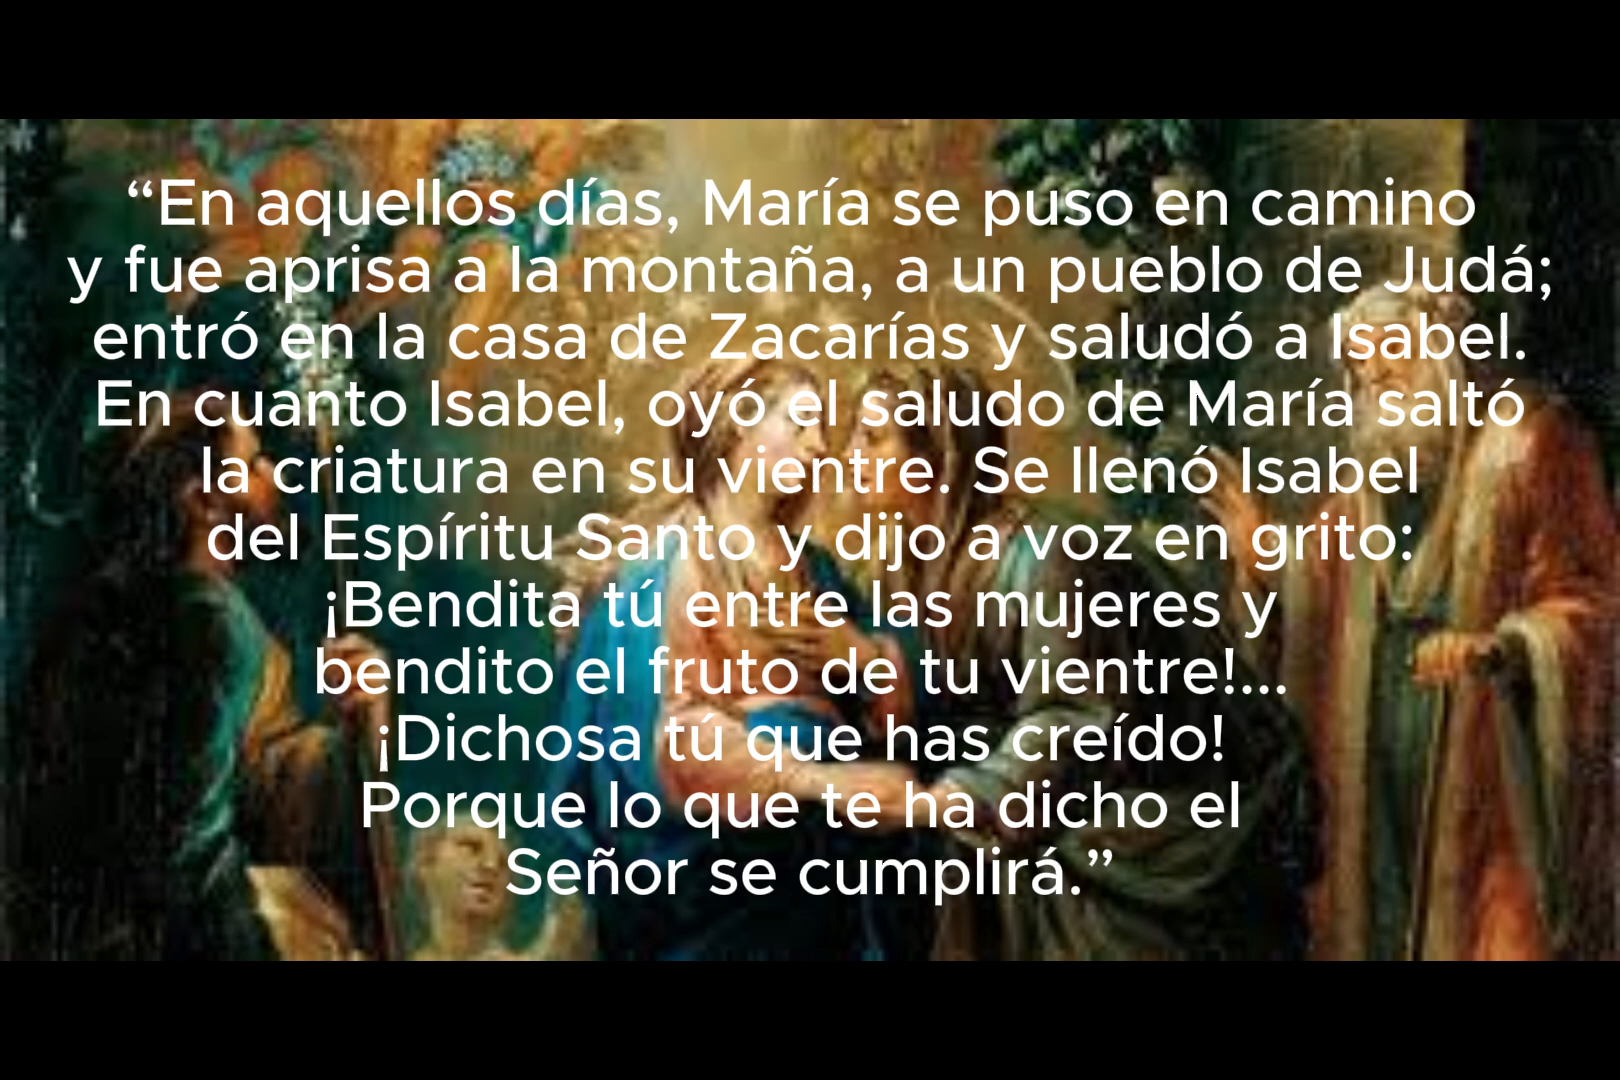 “En aquellos días, María se puso en camino
y fue aprisa a la montaña, a un pueblo de Judá;
entró en la casa de Zacarías y saludó a Isabel.
En cuanto Isabel, oyó el saludo de María saltó
la criatura en su vientre. Se llenó Isabel
del Espíritu Santo y dijo a voz en grito:
¡Bendita tú entre las mujeres y
bendito el fruto de tu vientre!...
¡Dichosa tú que has creído!
Porque lo que te ha dicho el
Señor se cumplirá.”